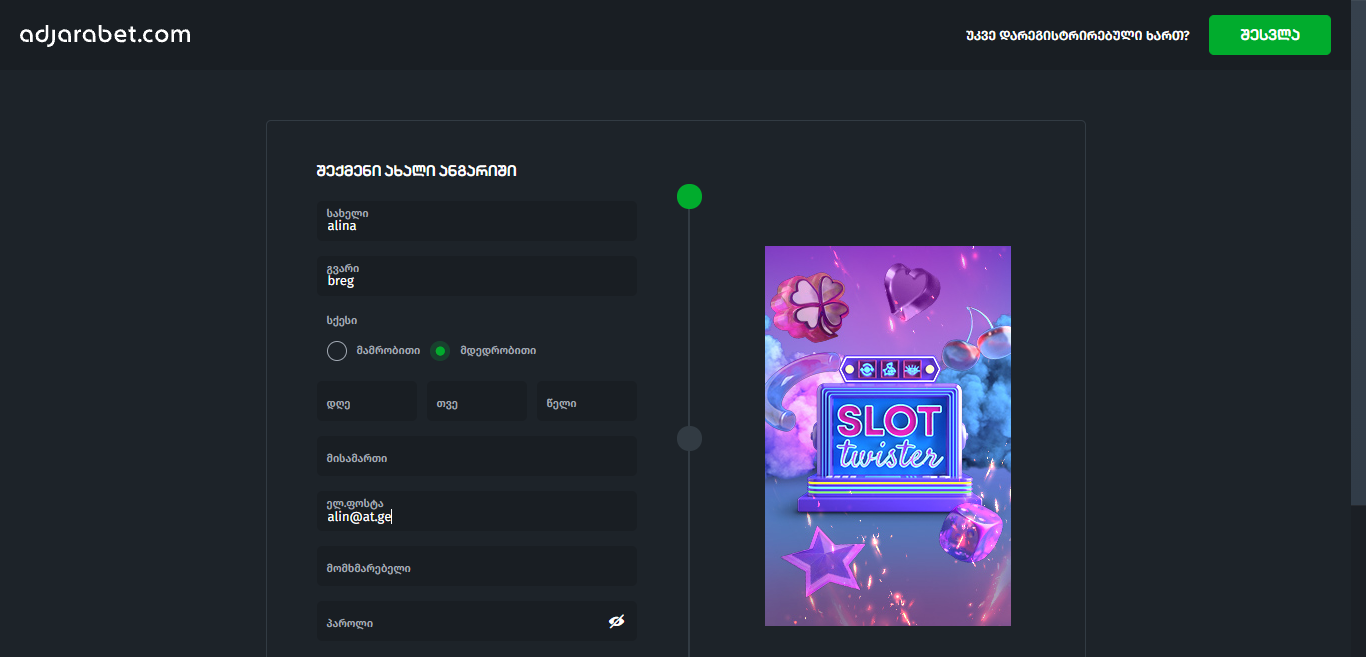 adjarabet.com
უკვე დარეგისტრირებული ხართ?
შესვლა
შექმენი ახალი ანგარიში
სახელი
alina
გვარი
breg
სქესი
მამრობითი მდედრობითი
დღე თვე წელი
მისამართი
ელ.ფოსტა
alin@at.ge
მომხმარებელი
პაროლი
SLOT
twister